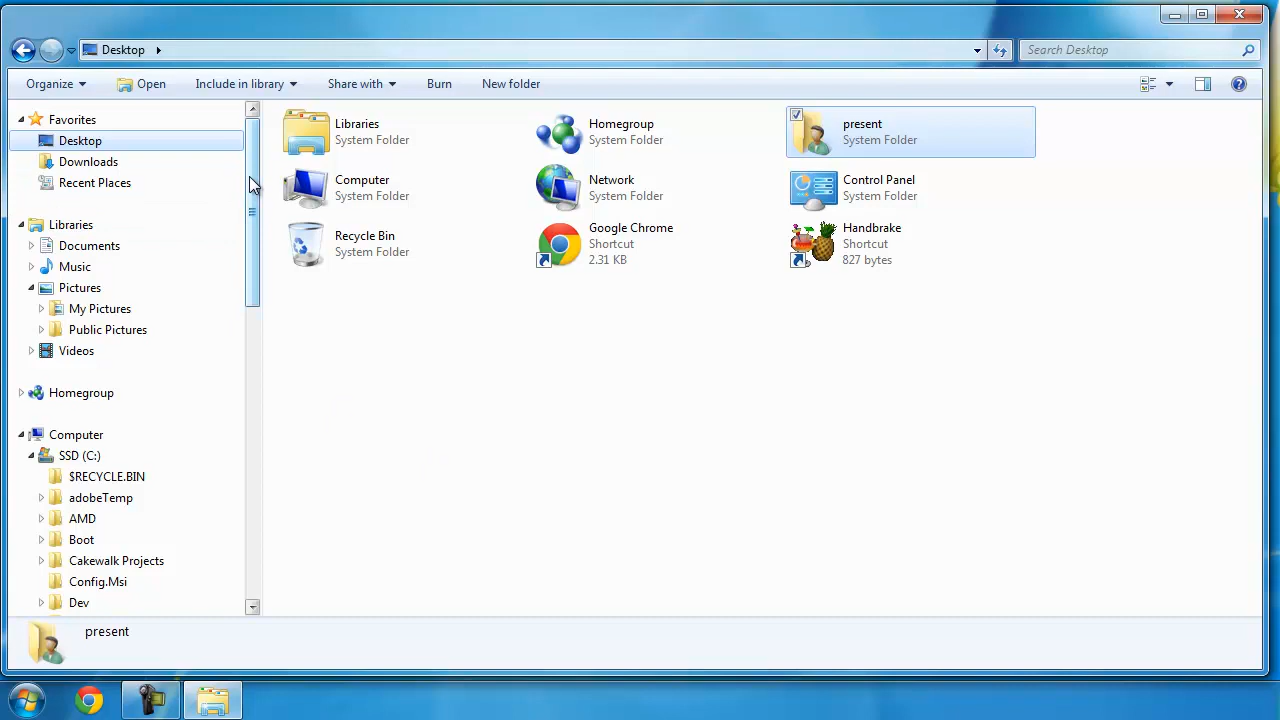 Desktop
Search Desktop
Organize
Open
Include in library
Share with
Burn
New folder
Favorites
Desktop
Downloads
Recent Places
Libraries
Documents
Music
Pictures
My Pictures
Public Pictures
Videos
Homegroup
Computer
SSD (C:)
$RECYCLE.BIN
adobeTemp
AMD
Boot
Cakewalk Projects
Config.Msi
Dev
Libraries
System Folder
Homegroup
System Folder
present
System Folder
Computer
System Folder
Network
System Folder
Control Panel
System Folder
Recycle Bin
System Folder
Google Chrome
Shortcut
2.31 KB
Handbrake
Shortcut
827 bytes
present